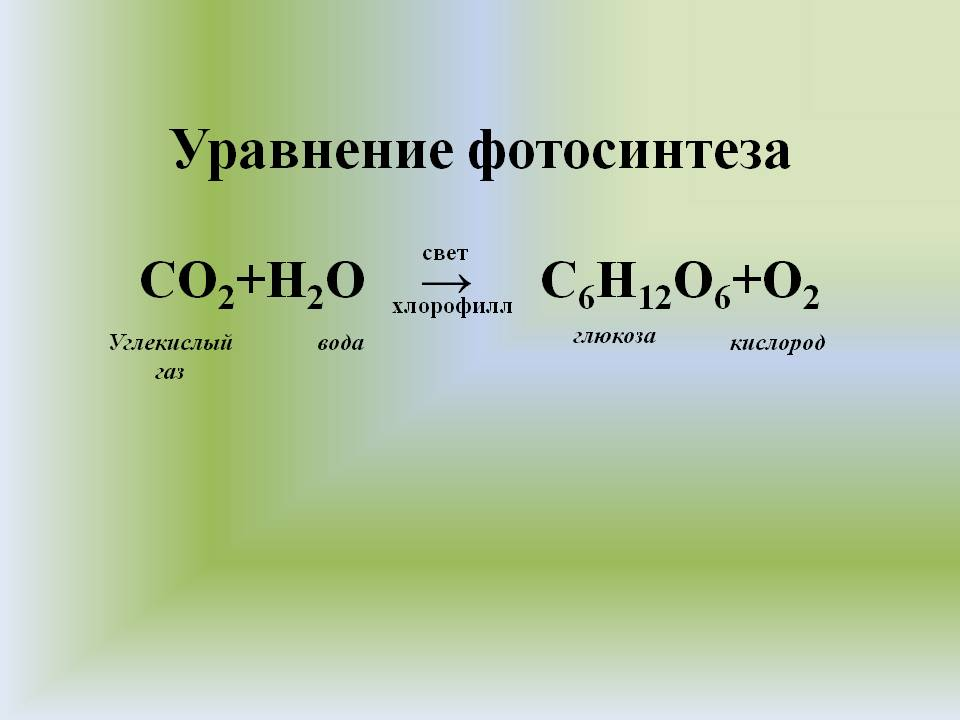 Уравнение фотосинтеза
свет
CO₂+H₂O → C₆H₁₂O₆+O₂
хлорофилл
Углекислый вода глюкоза кислород
газ